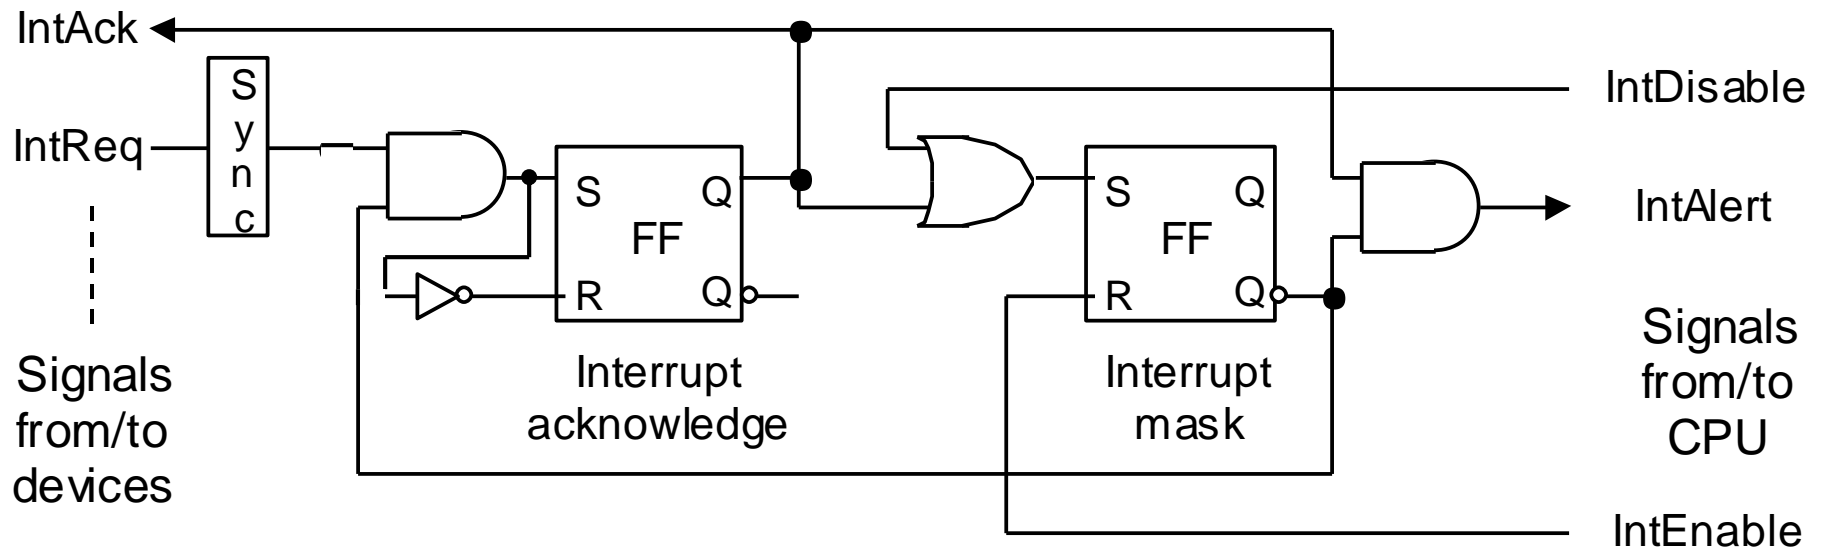 IntAck
IntReq
S
y
n
c
Signals
from/to
devices
S
Q
FF
R
Q
Interrupt
acknowledge
S
Q
FF
R
Q
Interrupt
mask
IntDisable
IntAlert
Signals
from/to
CPU
IntEnable